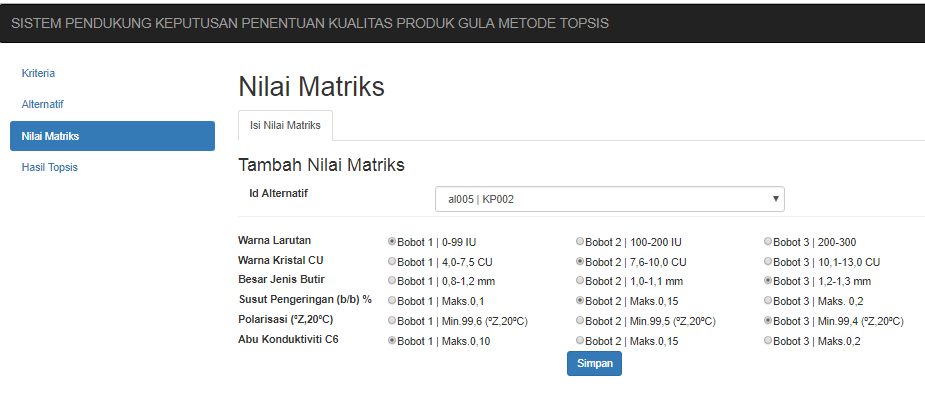 SISTEM PENDUKUNG KEPUTUSAN PENENTUAN KUALITAS PRODUK GULA METODE TOPSIS
Kriteria
Alternatif
Nilai Matriks
Hasil Topsis
Nilai Matriks
Isi Nilai Matriks
Tambah Nilai Matriks
Id Alternatif al005 | KP002
Warna Larutan Bobot 1 | 0-99 IU Bobot 2 | 100-200 IU Bobot 3 | 200-300
Warna Kristal CU Bobot 1 | 4,0-7,5 CU Bobot 2 | 7,6-10,0 CU Bobot 3 | 10,1-13,0 CU
Besar Jenis Butir Bobot 1 | 0,8-1,2 mm Bobot 2 | 1,0-1,1 mm Bobot 3 | 1,2-1,3 mm
Susut Pengeringan (b/b) % Bobot 1 | Maks.0,1 Bobot 2 | Maks.0,15 Bobot 3 | Maks. 0,2
Polarisasi (ºZ,20ºC) Bobot 1 | Min.99,6 (ºZ,20ºC) Bobot 2 | Min.99,5 (ºZ,20ºC) Bobot 3 | Min.99,4 (ºZ,20ºC)
Abu Konduktiviti C6 Bobot 1 | Maks.0,10 Bobot 2 | Maks.0,15 Bobot 3 | Maks.0,2
Simpan